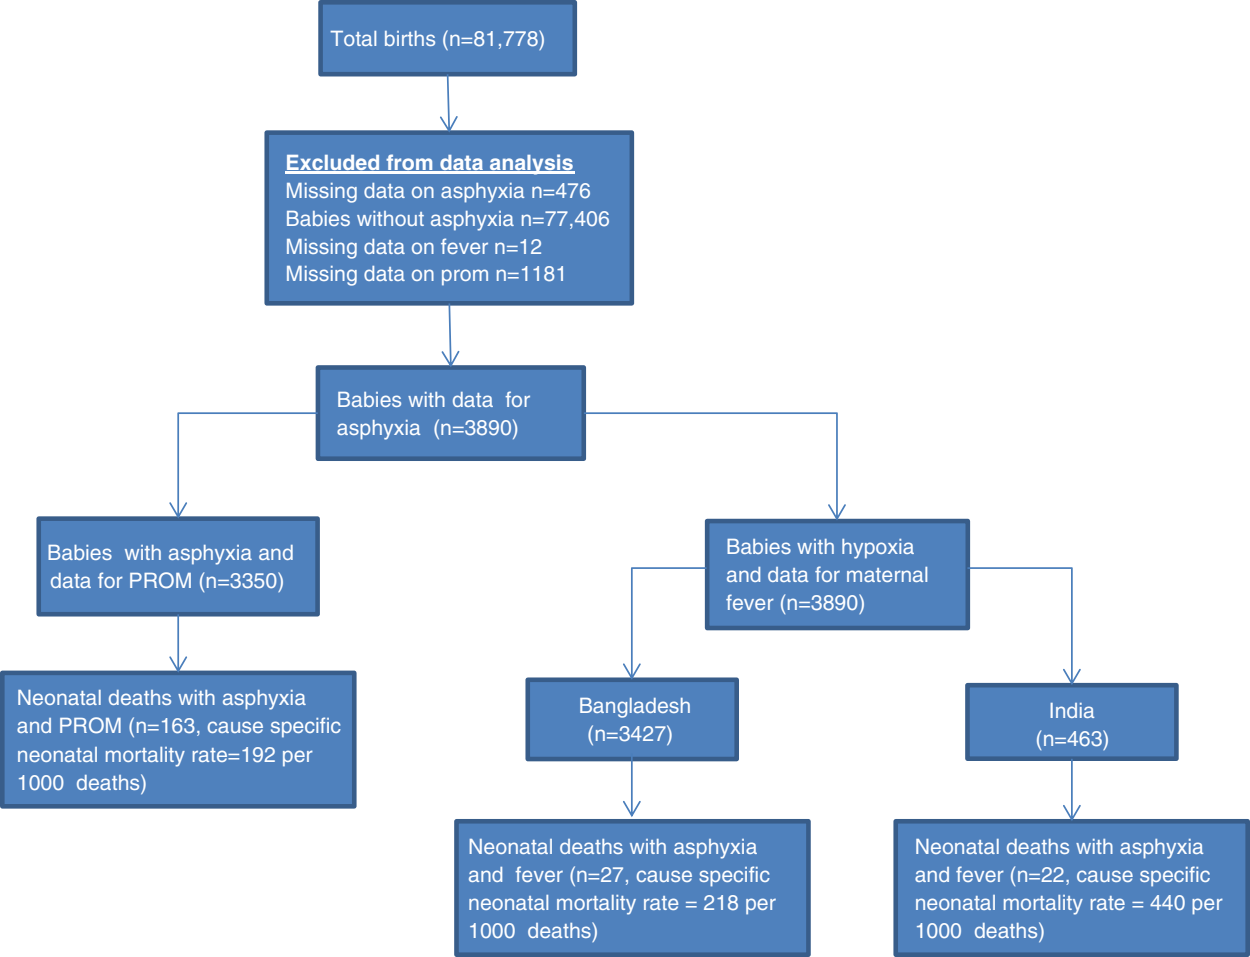 Total births (n=81,778)
Excluded from data analysis
Missing data on asphyxia n=476
Babies without asphyxia n=77,406
Missing data on fever n=12
Missing data on prom n=1181
Babies with data for
asphyxia (n=3890)
Babies with asphyxia and
data for PROM (n=3350)
Babies with hypoxia
and data for maternal
fever (n=3890)
Neonatal deaths with asphyxia
and PROM (n=163, cause specific
neonatal mortality rate=192 per
1000 deaths)
Bangladesh
(n=3427)
India
(n=463)
Neonatal deaths with asphyxia
and fever (n=27, cause specific
neonatal mortality rate = 218 per
1000 deaths)
Neonatal deaths with asphyxia
and fever (n=22, cause specific
neonatal mortality rate = 440 per
1000 deaths)